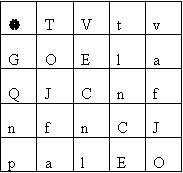 T V t v
G O E l a
Q J C n f
n f n C J
p a l E O